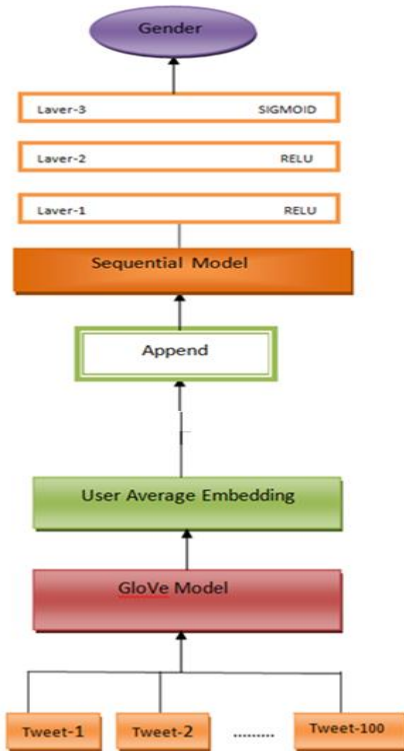 Gender
Laver-3 SIGMOID
Laver-2 RELU
Laver-1 RELU
Sequential Model
Append
User Average Embedding
GloVe Model
Tweet-1 Tweet-2 ......... Tweet-100